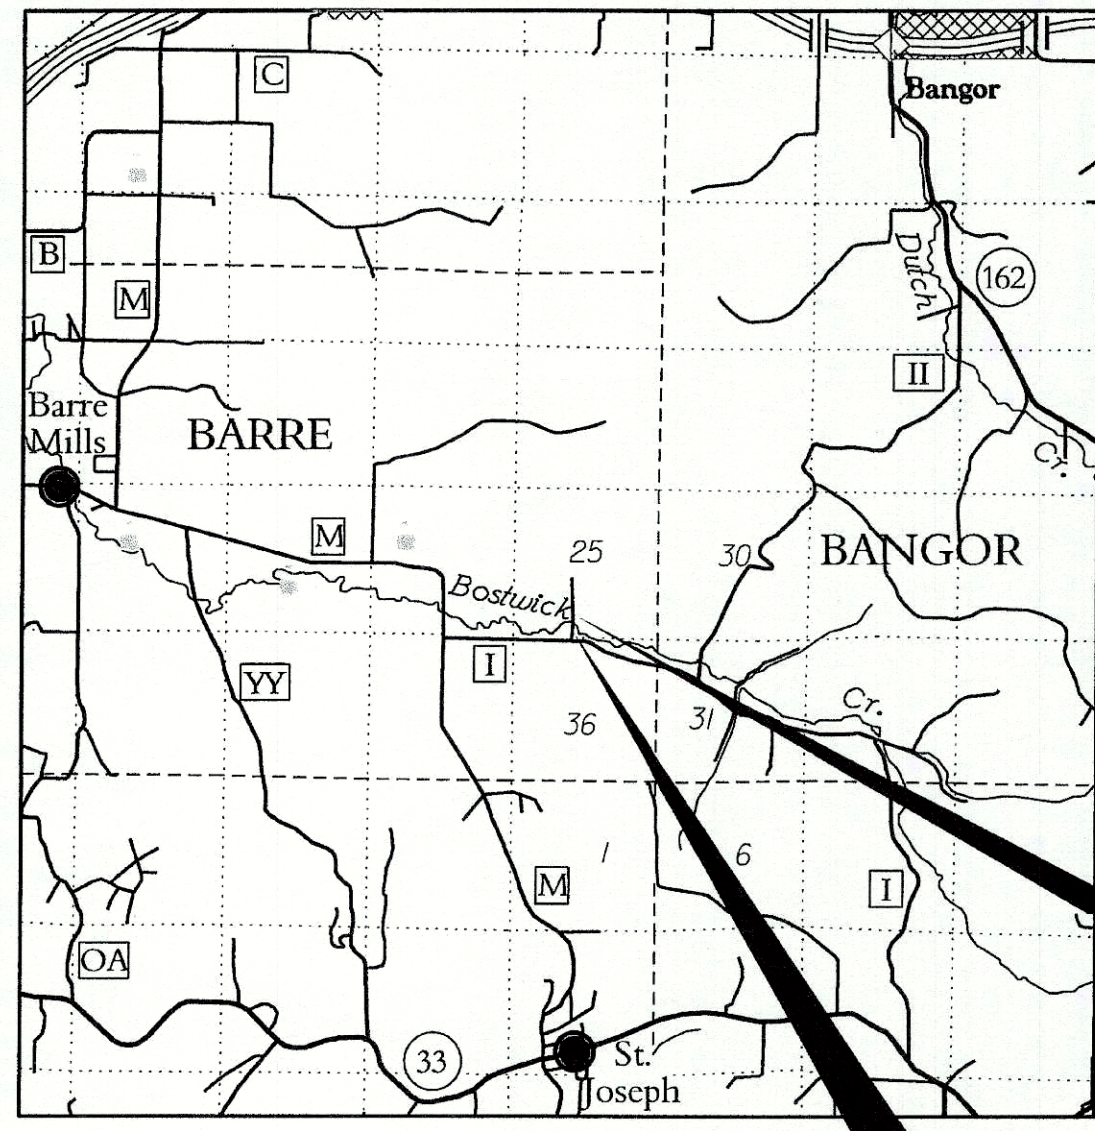 C
Bangor
B
M
Dutch
162
II
Barre
Mills
BARRE
Cr.
M
25
30
BANGOR
Bostwick
I
YY
36
31
Cr.
1
6
M
I
OA
33
St.
Joseph